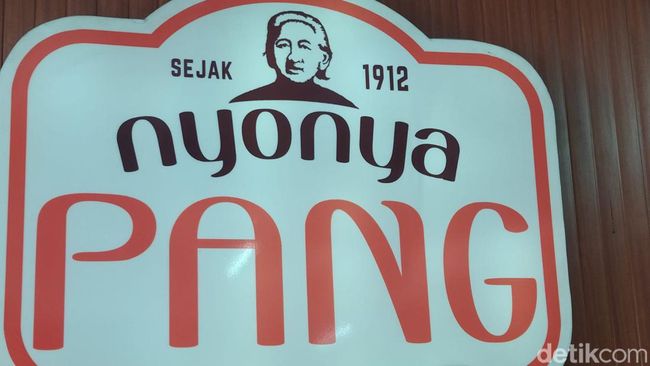 SEJAK 1912
nyonya
PANG
detikcom